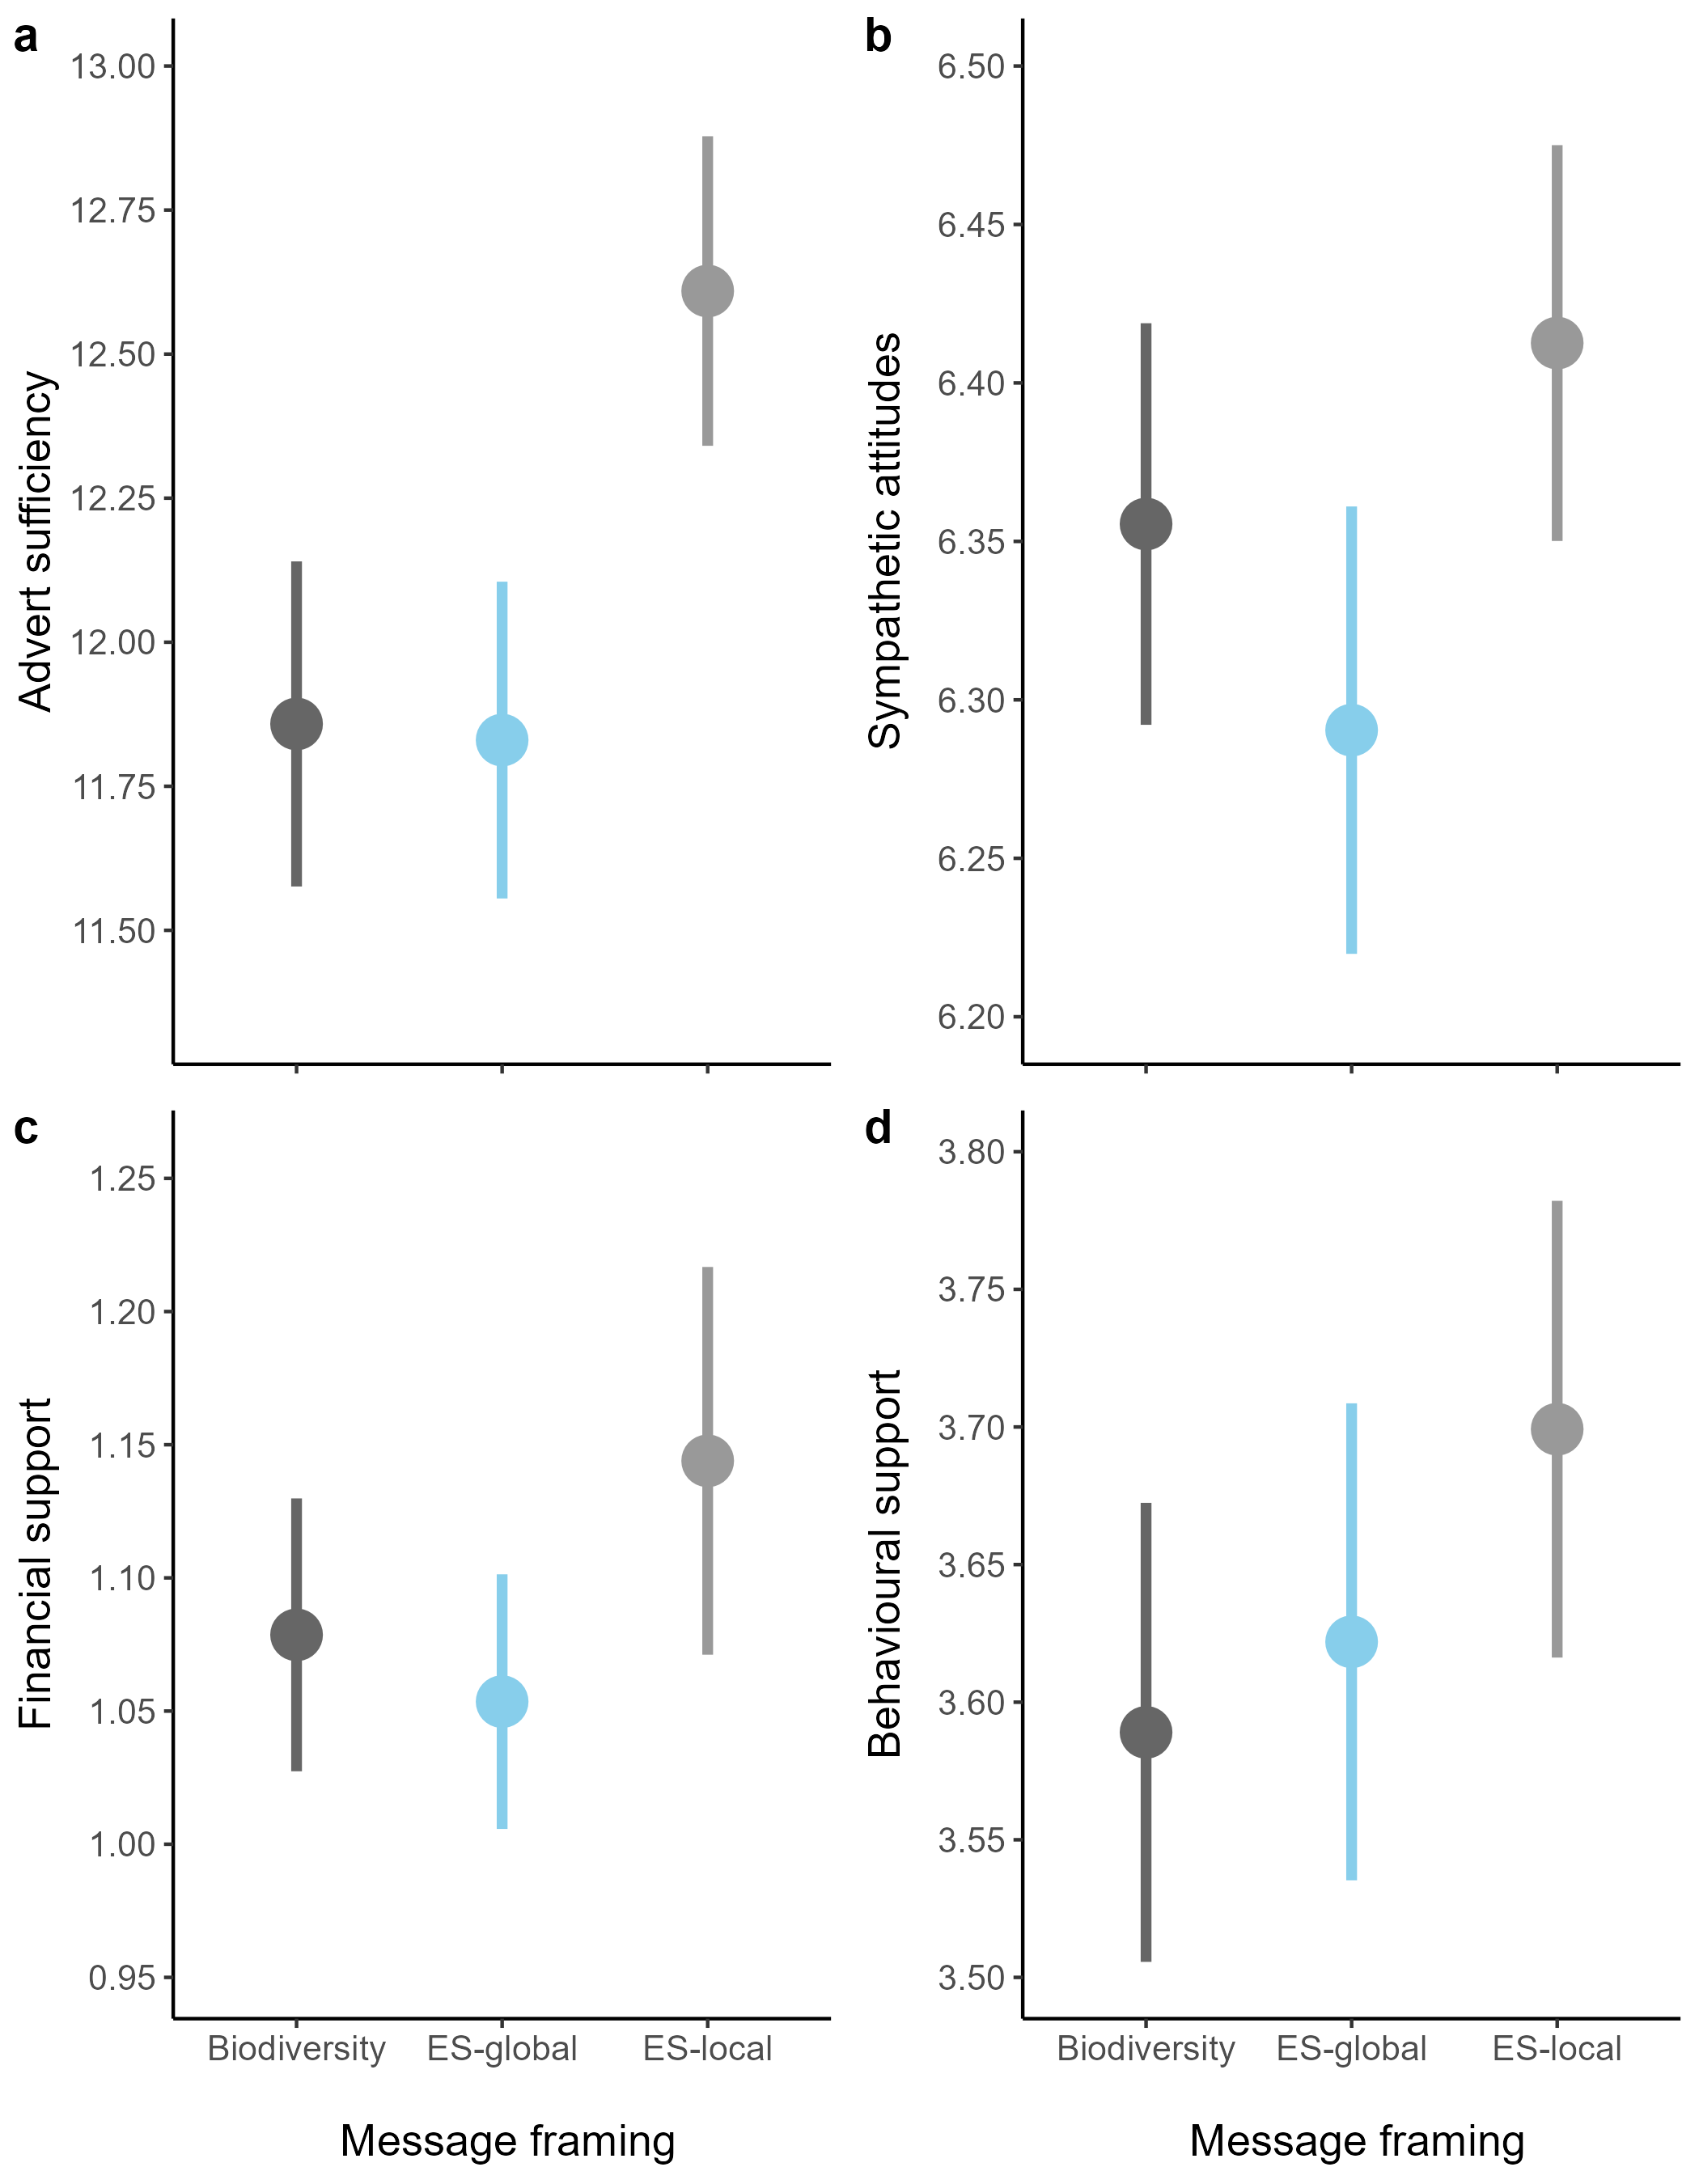 a
13.00
12.75
12.50
12.25
12.00
11.75
11.50
Advert sufficiency
b
6.50
6.45
6.40
6.35
6.30
6.25
6.20
Sympathetic attitudes
c
1.25
1.20
1.15
1.10
1.05
1.00
0.95
Financial support
Biodiversity ES-global ES-local
Message framing
d
3.80
3.75
3.70
3.65
3.60
3.55
3.50
Behavioural support
Biodiversity ES-global ES-local
Message framing